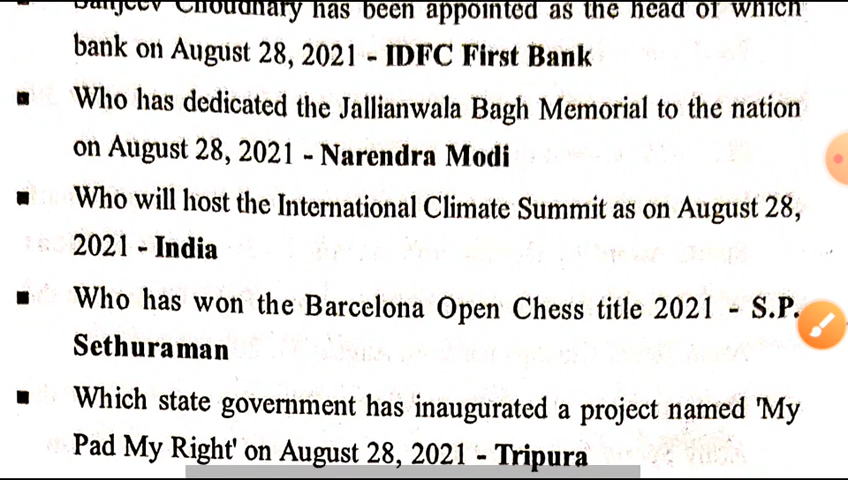 Sanjeev Choudhary has been appointed as the head of which
bank on August 28, 2021 - IDFC First Bank
Who has dedicated the Jallianwala Bagh Memorial to the nation
on August 28, 2021 - Narendra Modi
Who will host the International Climate Summit as on August 28,
2021 - India
Who has won the Barcelona Open Chess title 2021 - S.P.
Sethuraman
Which state government has inaugurated a project named 'My
Pad My Right' on August 28, 2021 - Tripura